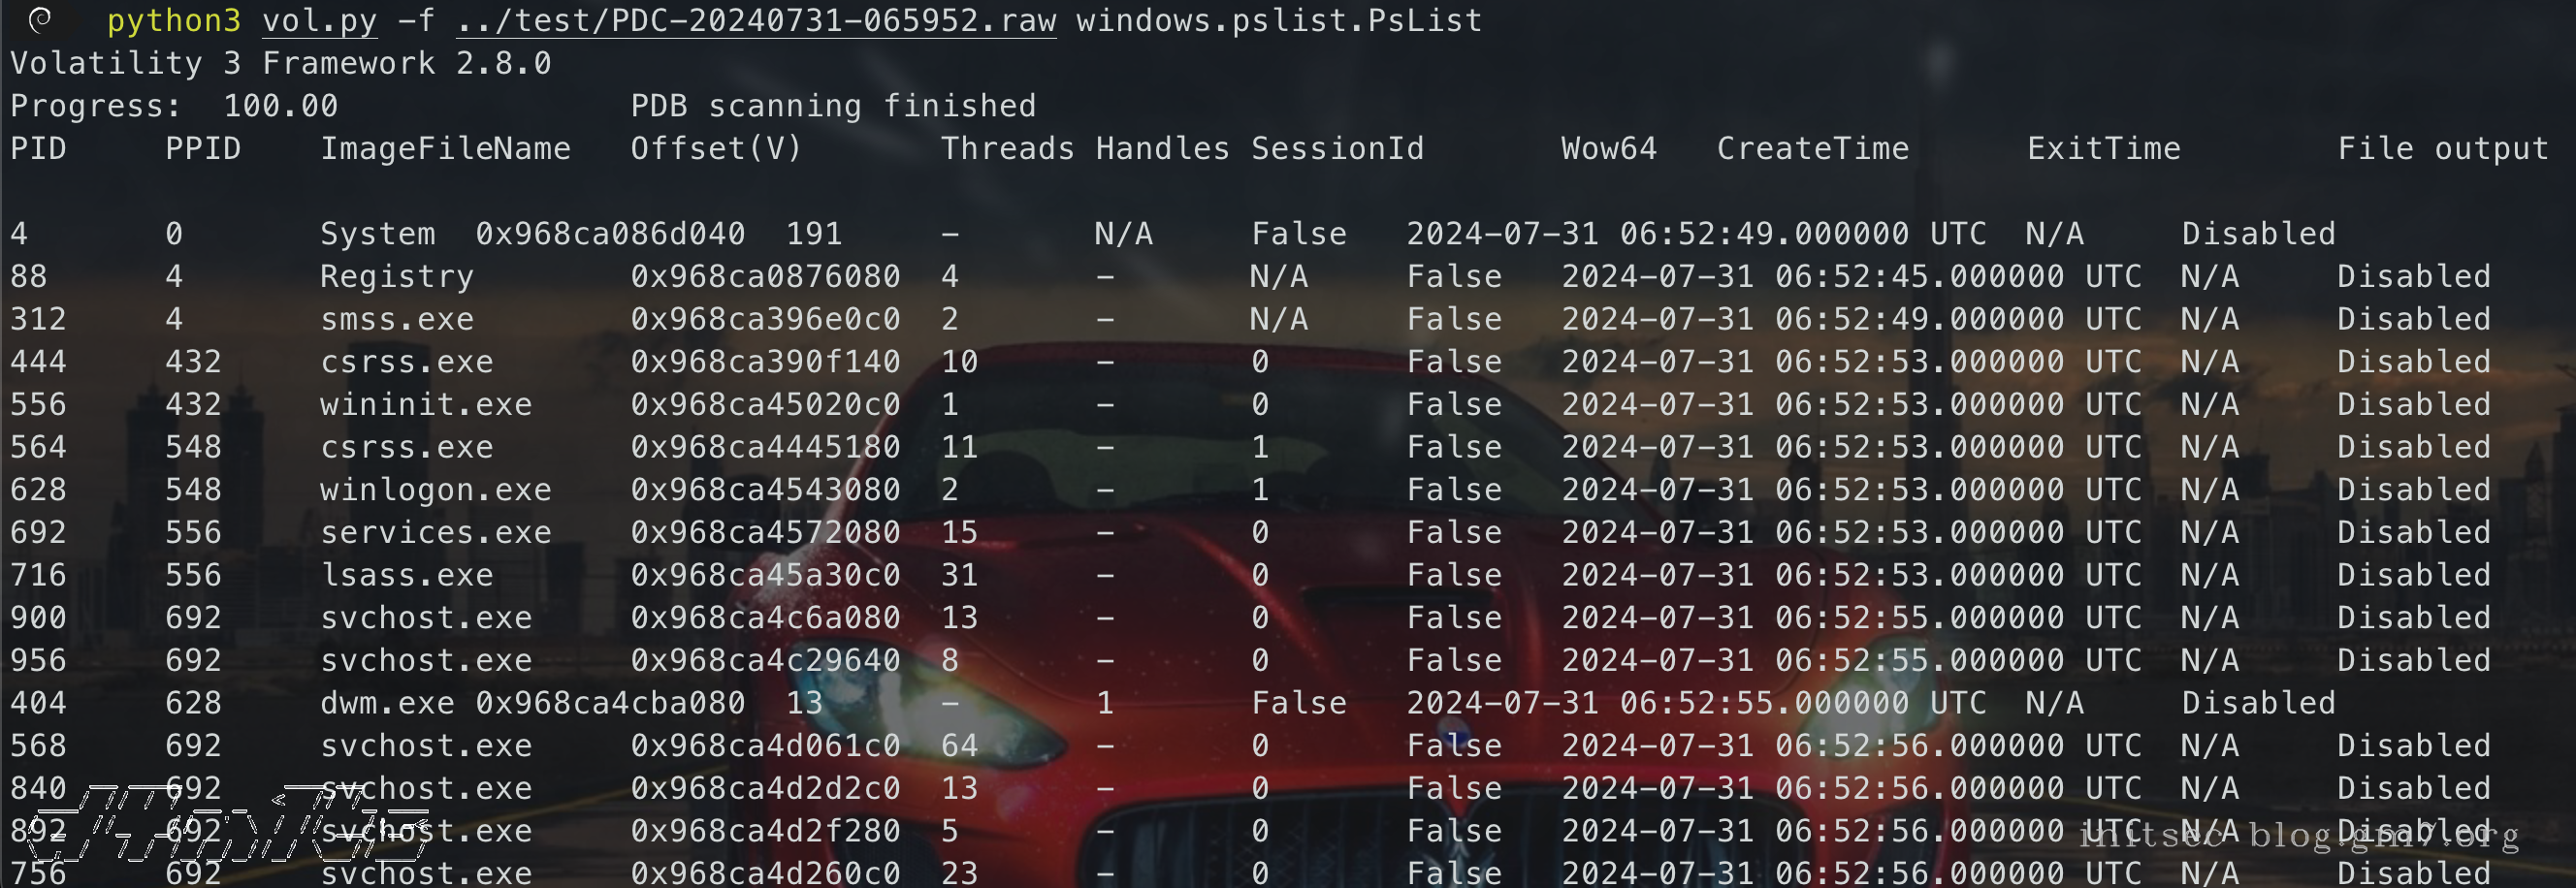 python3 vol.py -f ../test/PDC-20240731-065952.raw windows.pslist.PsList
Volatility 3 Framework 2.8.0
Progress:  100.00               PDB scanning finished
PID     PPID    ImageFileName   Offset(V)       Threads Handles SessionId       Wow64   CreateTime      ExitTime        File output
4       0       System  0x968ca086d040  191     -       N/A     False   2024-07-31 06:52:49.000000 UTC  N/A     Disabled
88      4       Registry        0x968ca0876080  4       -       N/A     False   2024-07-31 06:52:45.000000 UTC  N/A     Disabled
312     4       smss.exe        0x968ca396e0c0  2       -       N/A     False   2024-07-31 06:52:49.000000 UTC  N/A     Disabled
444     432     csrss.exe       0x968ca390f140  10      -       0       False   2024-07-31 06:52:53.000000 UTC  N/A     Disabled
556     432     wininit.exe     0x968ca45020c0  1       -       0       False   2024-07-31 06:52:53.000000 UTC  N/A     Disabled
564     548     csrss.exe       0x968ca4445180  11      -       1       False   2024-07-31 06:52:53.000000 UTC  N/A     Disabled
628     548     winlogon.exe    0x968ca4543080  2       -       1       False   2024-07-31 06:52:53.000000 UTC  N/A     Disabled
692     556     services.exe    0x968ca4572080  15      -       0       False   2024-07-31 06:52:53.000000 UTC  N/A     Disabled
716     556     lsass.exe       0x968ca45a30c0  31      -       0       False   2024-07-31 06:52:53.000000 UTC  N/A     Disabled
900     692     svchost.exe     0x968ca4c6a080  13      -       0       False   2024-07-31 06:52:55.000000 UTC  N/A     Disabled
956     692     svchost.exe     0x968ca4c29640  8       -       0       False   2024-07-31 06:52:55.000000 UTC  N/A     Disabled
404     628     dwm.exe 0x968ca4cba080  13      -       1       False   2024-07-31 06:52:55.000000 UTC  N/A     Disabled
568     692     svchost.exe     0x968ca4d061c0  64      -       0       False   2024-07-31 06:52:56.000000 UTC  N/A     Disabled
840     692     svchost.exe     0x968ca4d2d2c0  13      -       0       False   2024-07-31 06:52:56.000000 UTC  N/A     Disabled
892     692     svchost.exe     0x968ca4d2f280  5       -       0       False   2024-07-31 06:52:56.000000 UTC  N/A     Disabled
initsec blog.gm7.org
756     692     svchost.exe     0x968ca4d260c0  23      -       0       False   2024-07-31 06:52:56.000000 UTC  N/A     Disabled